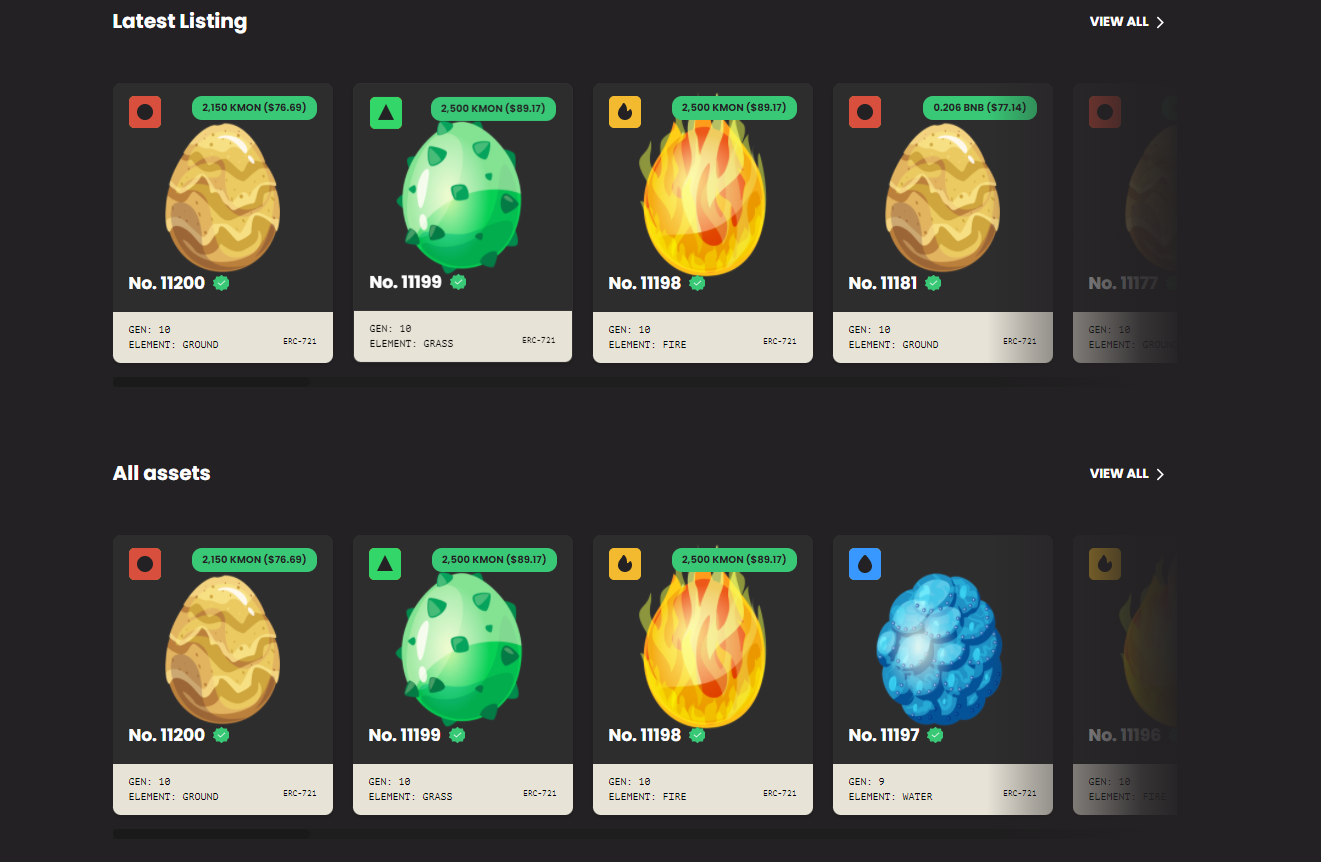 Latest Listing
VIEW ALL
2,150 KMON ($76.69)
2,500 KMON ($89.17)
2,500 KMON ($89.17)
0.206 BNB ($77.14)
No. 11200
No. 11199
No. 11198
No. 11181
No. 11177
GEN: 10
ELEMENT: GROUND
ERC-721
GEN: 10
ELEMENT: GRASS
ERC-721
GEN: 10
ELEMENT: FIRE
ERC-721
GEN: 10
ELEMENT: GROUND
ERC-721
GEN: 10
ELEMENT: GROUND
All assets
VIEW ALL
2,150 KMON ($76.69)
2,500 KMON ($89.17)
2,500 KMON ($89.17)
No. 11200
No. 11199
No. 11198
No. 11197
No. 11196
GEN: 10
ELEMENT: GROUND
ERC-721
GEN: 10
ELEMENT: GRASS
ERC-721
GEN: 10
ELEMENT: FIRE
ERC-721
GEN: 9
ELEMENT: WATER
ERC-721
GEN: 10
ELEMENT: FIRE